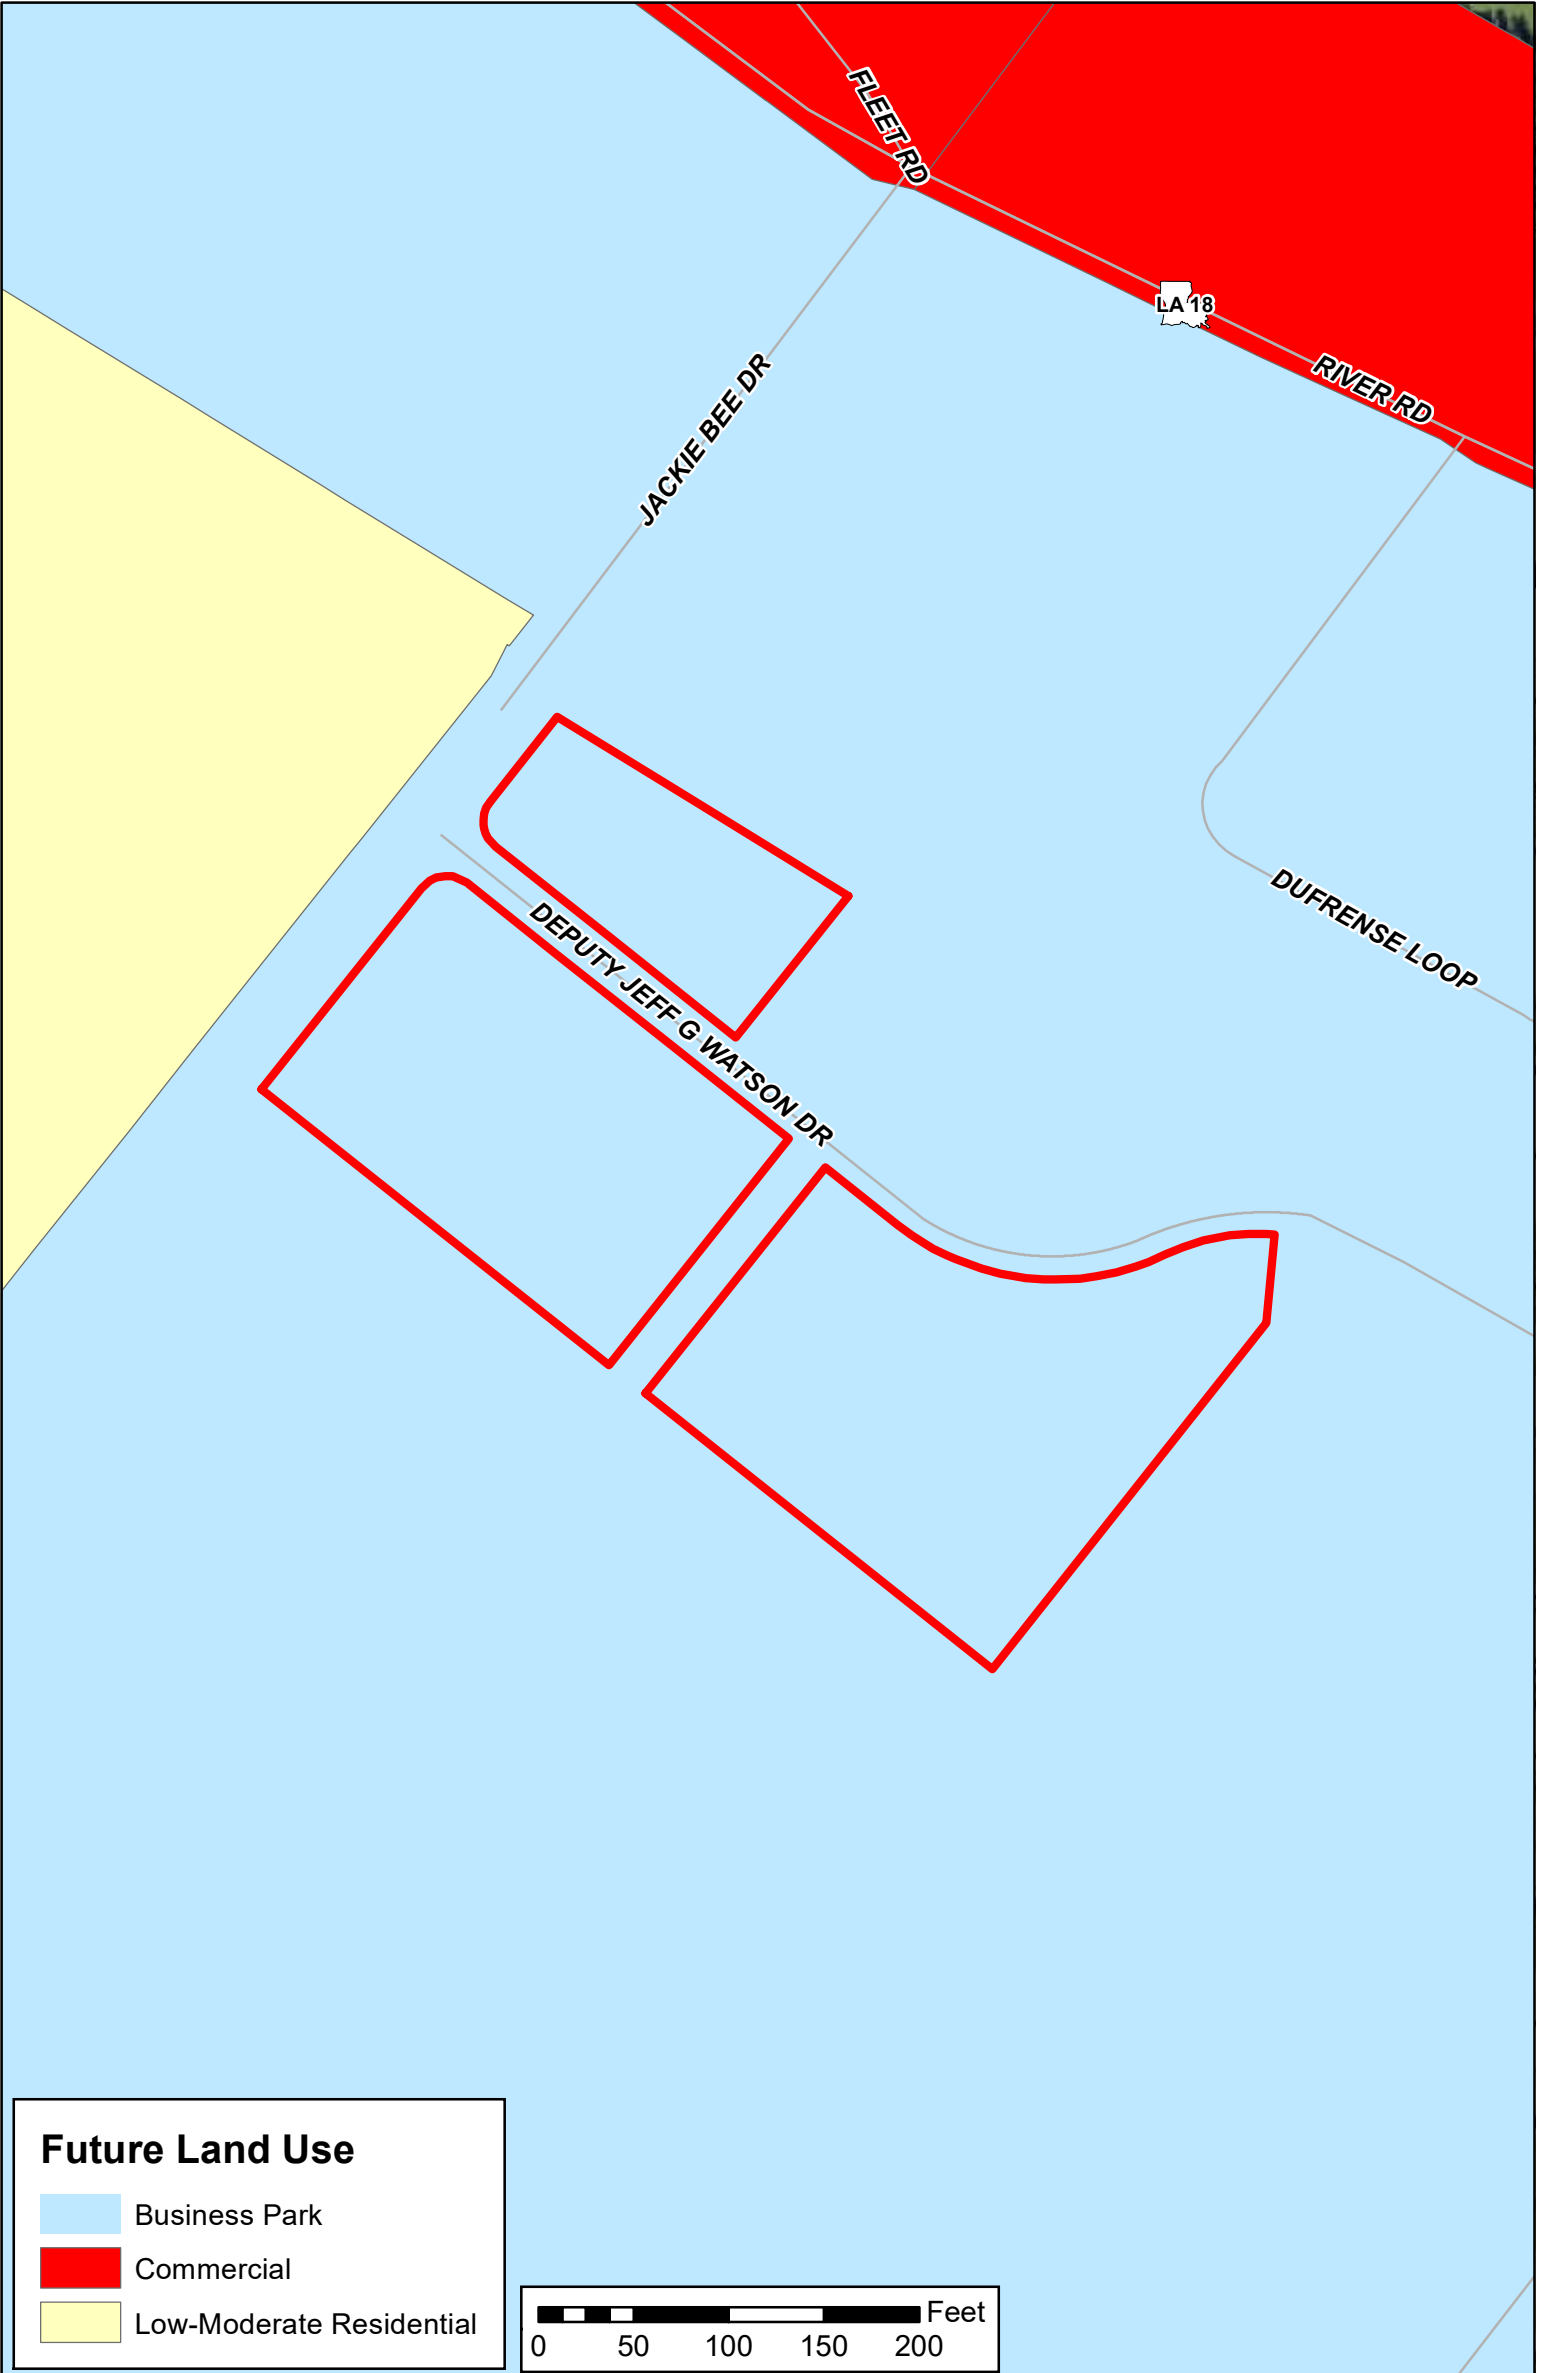 FLEET RD
LA 18
RIVER RD
JACKIE BEE DR
DUFRENSE LOOP
DEPUTY JEFF G WATSON DR
Future Land Use
Business Park
Commercial
Low-Moderate Residential
Feet
0 50 100 150 200